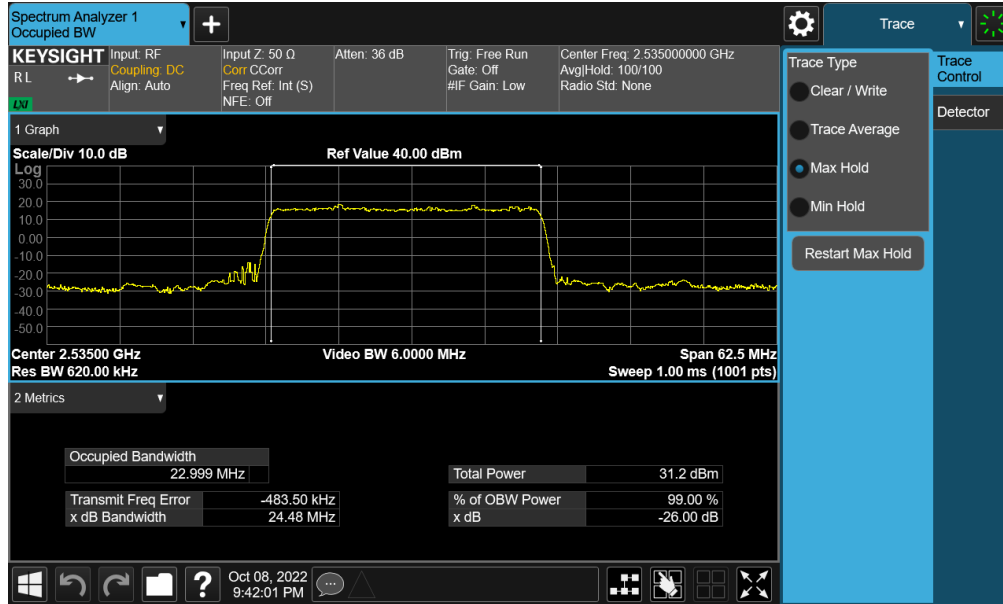 Spectrum Analyzer 1
Occupied BW
Trace
KEYSIGHT
R L
LXI
Input: RF
Coupling: DC
Align: Auto
Input Z: 50 Ω
Corr CCorr
Freq Ref: Int (S)
NFE: Off
Atten: 36 dB
Trig: Free Run
Gate: Off
#IF Gain: Low
Center Freq: 2.535000000 GHz
Avg|Hold: 100/100
Radio Std: None
Trace Type
Clear / Write
Trace Average
Max Hold
Min Hold
Restart Max Hold
Trace
Control
Detector
1 Graph
Scale/Div 10.0 dB
Ref Value 40.00 dBm
Log
30.0
20.0
10.0
0.00
-10.0
-20.0
-30.0
-40.0
-50.0
Center 2.53500 GHz
Video BW 6.0000 MHz
Span 62.5 MHz
Res BW 620.00 kHz
Sweep 1.00 ms (1001 pts)
2 Metrics
Occupied Bandwidth
22.999 MHz
Total Power 31.2 dBm
Transmit Freq Error -483.50 kHz
% of OBW Power 99.00 %
x dB Bandwidth 24.48 MHz
x dB -26.00 dB
?
Oct 08, 2022
9:42:01 PM